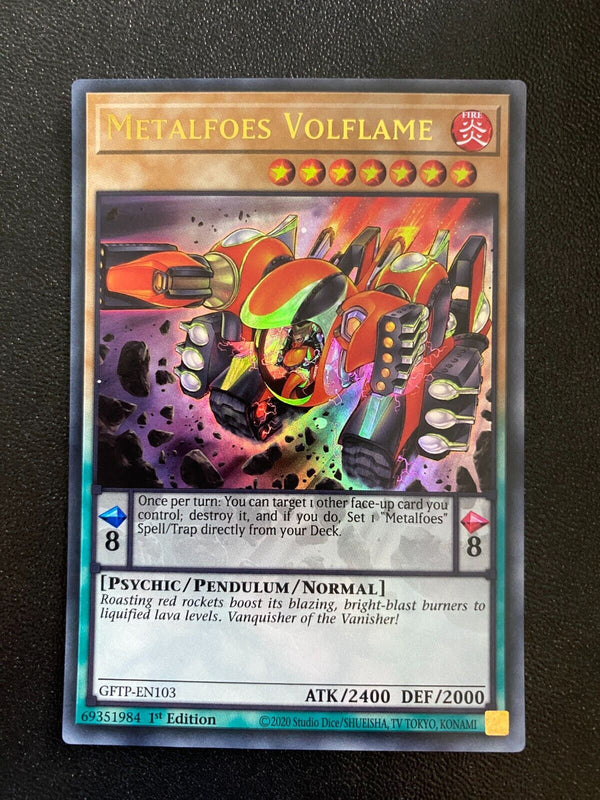 METALFOES VOLFLAME
FIRE
炎
Once per turn: You can target 1 other face-up card you
control; destroy it, and if you do, Set 1 "Metalfoes"
Spell/Trap directly from your Deck.
8
8
[PSYCHIC/PENDULUM/NORMAL]
Roasting red rockets boost its blazing, bright-blast burners to
liquified lava levels. Vanquisher of the Vanisher!
GFTP-EN103 ATK/2400 DEF/2000
69351984 1st Edition ©2020 Studio Dice/SHUEISHA, TV TOKYO, KONAMI